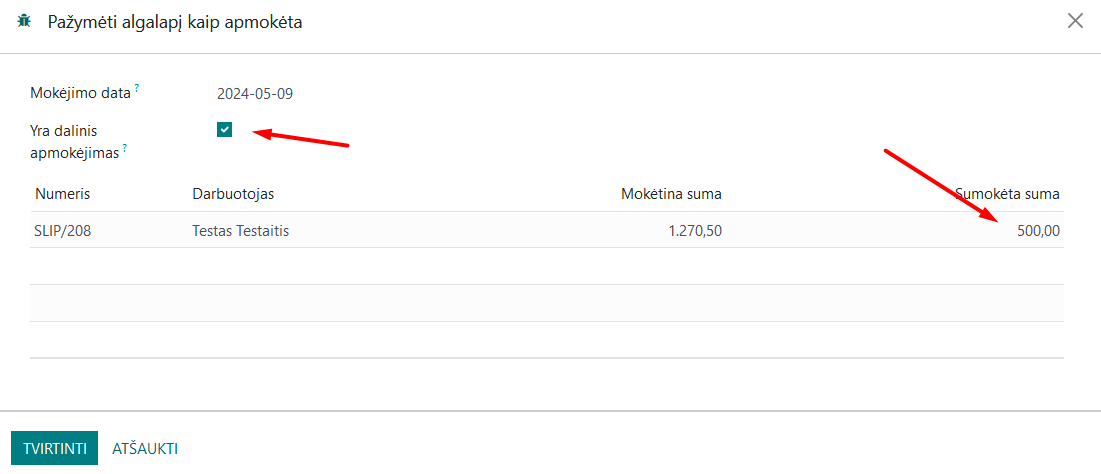 Pažymėti algalapį kaip apmokėta
Mokėjimo data ? 2024-05-09
Yra dalinis
apmokėjimas ?
Numeris Darbuotojas Mokėtina suma Sumokėta suma
SLIP/208 Testas Testaitis 1.270,50 500,00
TVIRTINTI ATŠAUKTI